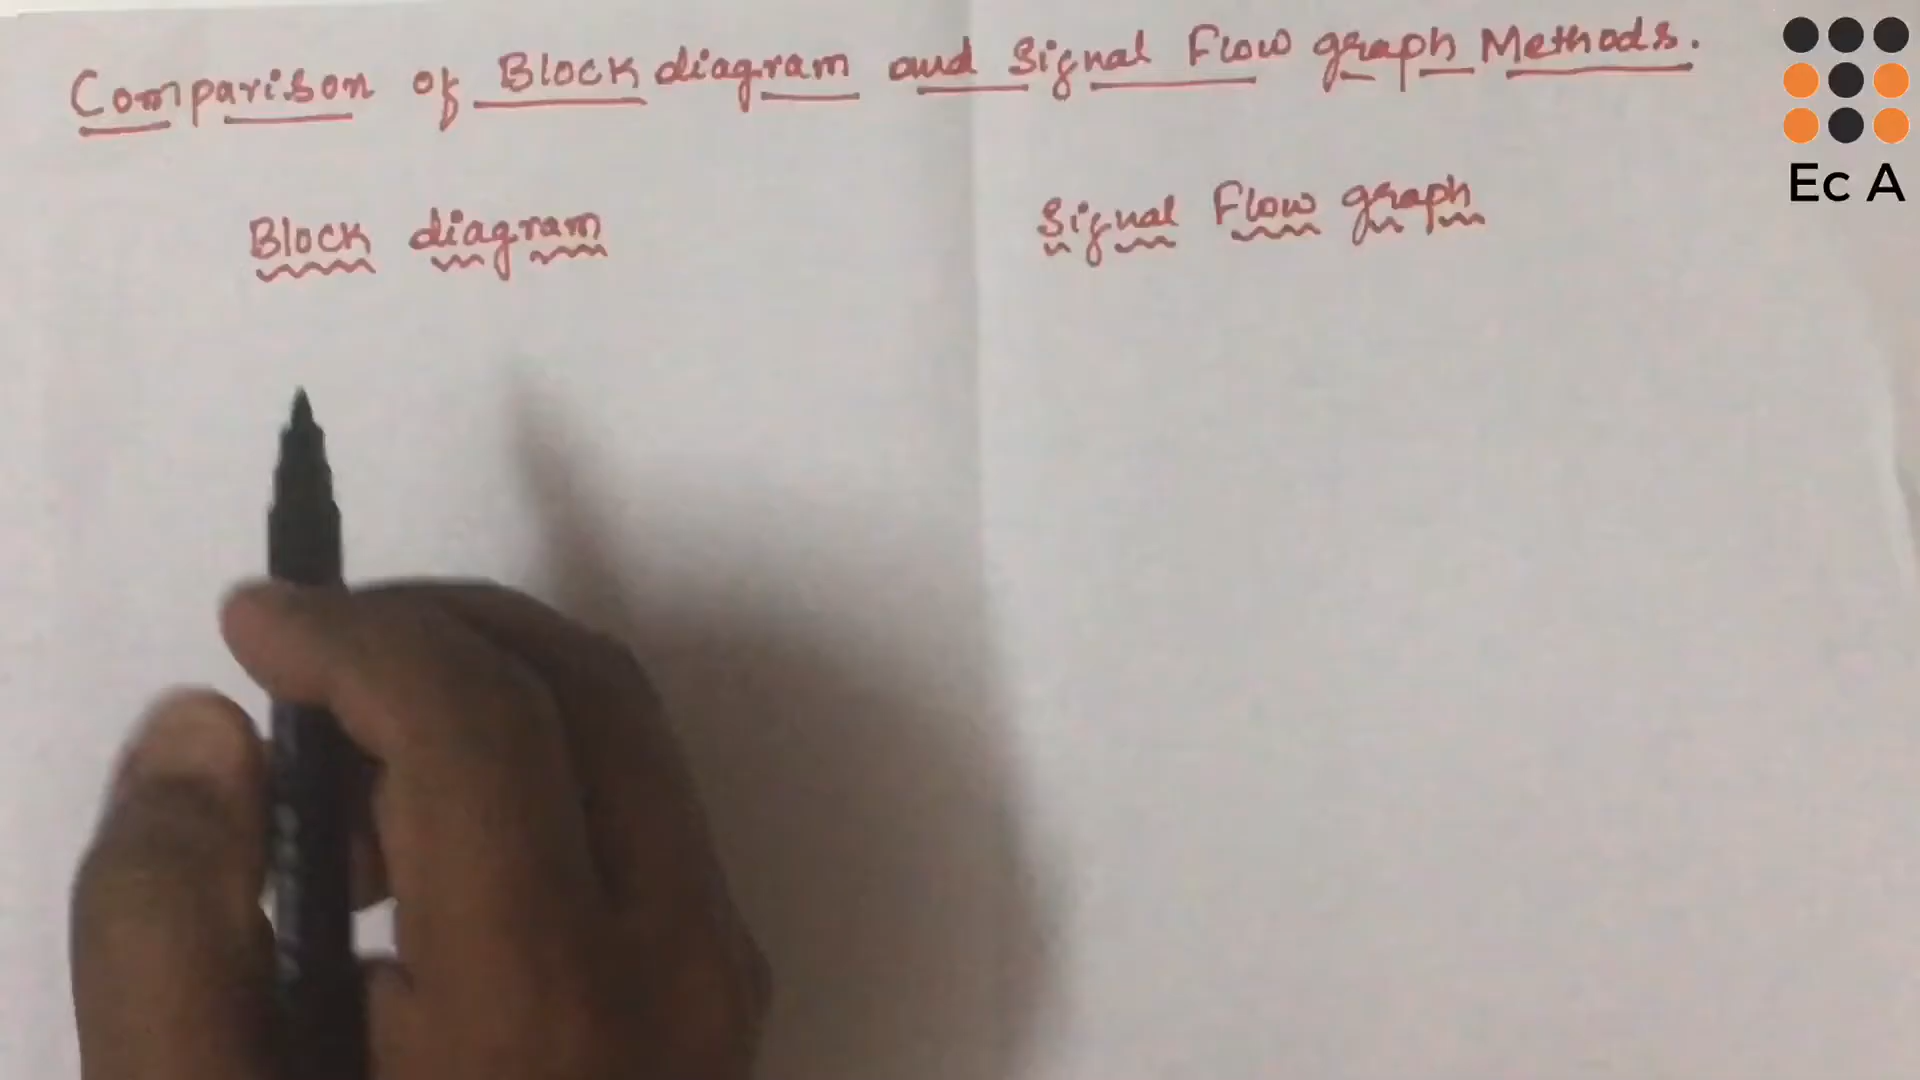 Comparison of Block diagram and Signal Flow graph Methods.
Block diagram
Signal Flow graph
Ec A